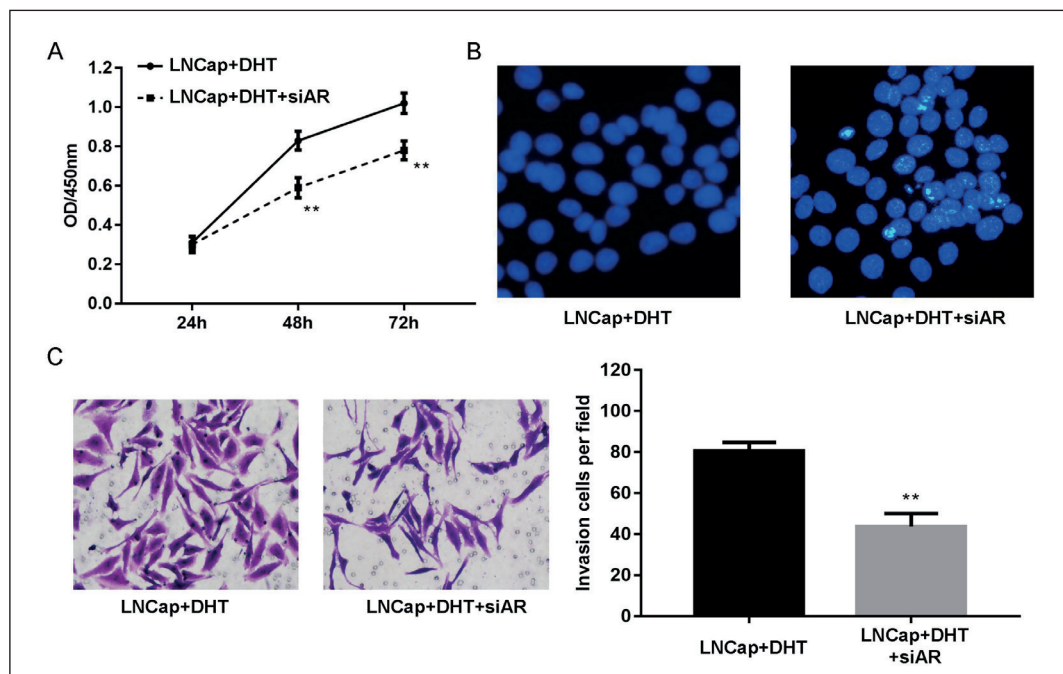 A
LNCap+DHT
LNCap+DHT+siAR
OD/450nm
1.2
1.0
0.8
0.6
0.4
0.2
0.0
**
**
24h
48h
72h
B
LNCap+DHT
LNCap+DHT+siAR
C
LNCap+DHT
LNCap+DHT+siAR
Invasion cells per field
120
100
80
60
40
20
0
**
LNCap+DHT
LNCap+DHT
+siAR